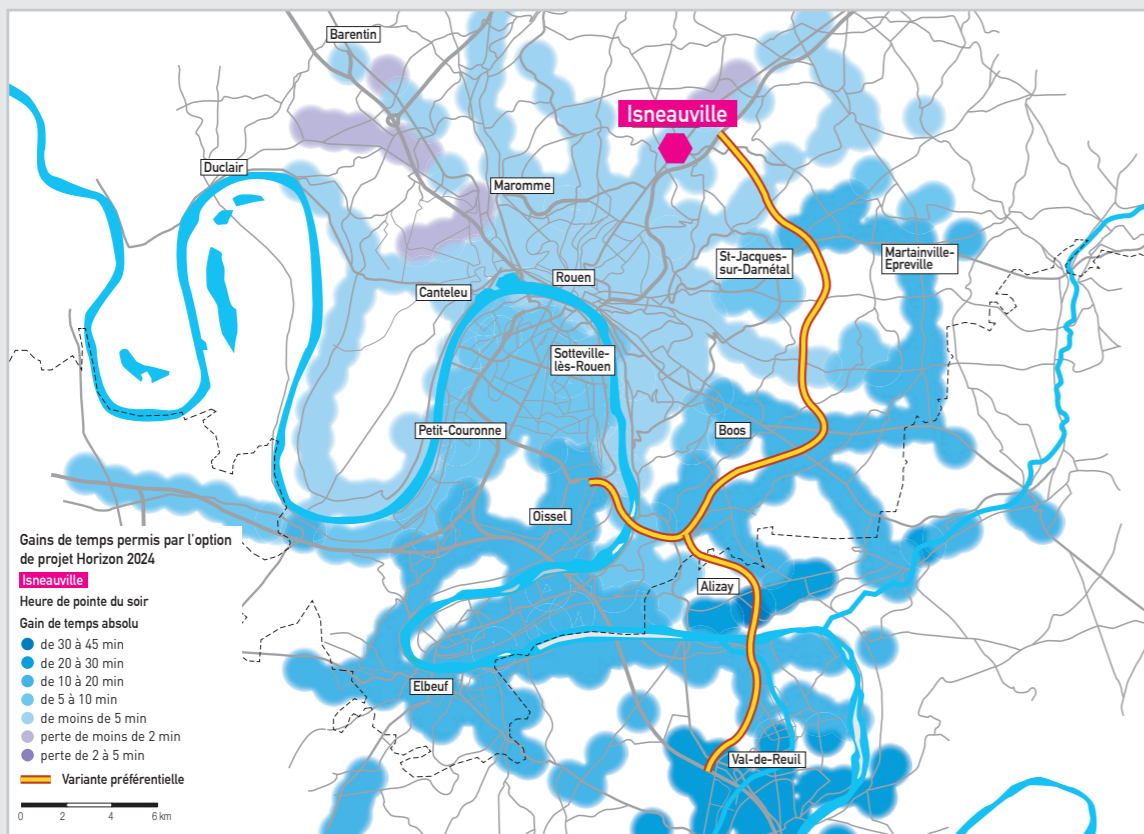 Barentin
Isneauville
Duclair
Maromme
St-Jacques-
sur-Darnétal
Martainville-
Epreville
Rouen
Canteleu
Sotteville-
lès-Rouen
Petit-Couronne
Boos
Oissel
Alizay
Elbeuf
Val-de-Reuil
Gains de temps permis par l'option
de projet Horizon 2024
Isneauville
Heure de pointe du soir
Gain de temps absolu
de 30 à 45 min
de 20 à 30 min
de 10 à 20 min
de 5 à 10 min
de moins de 5 min
perte de moins de 2 min
perte de 2 à 5 min
Variante préférentielle
0 2 4 6 km